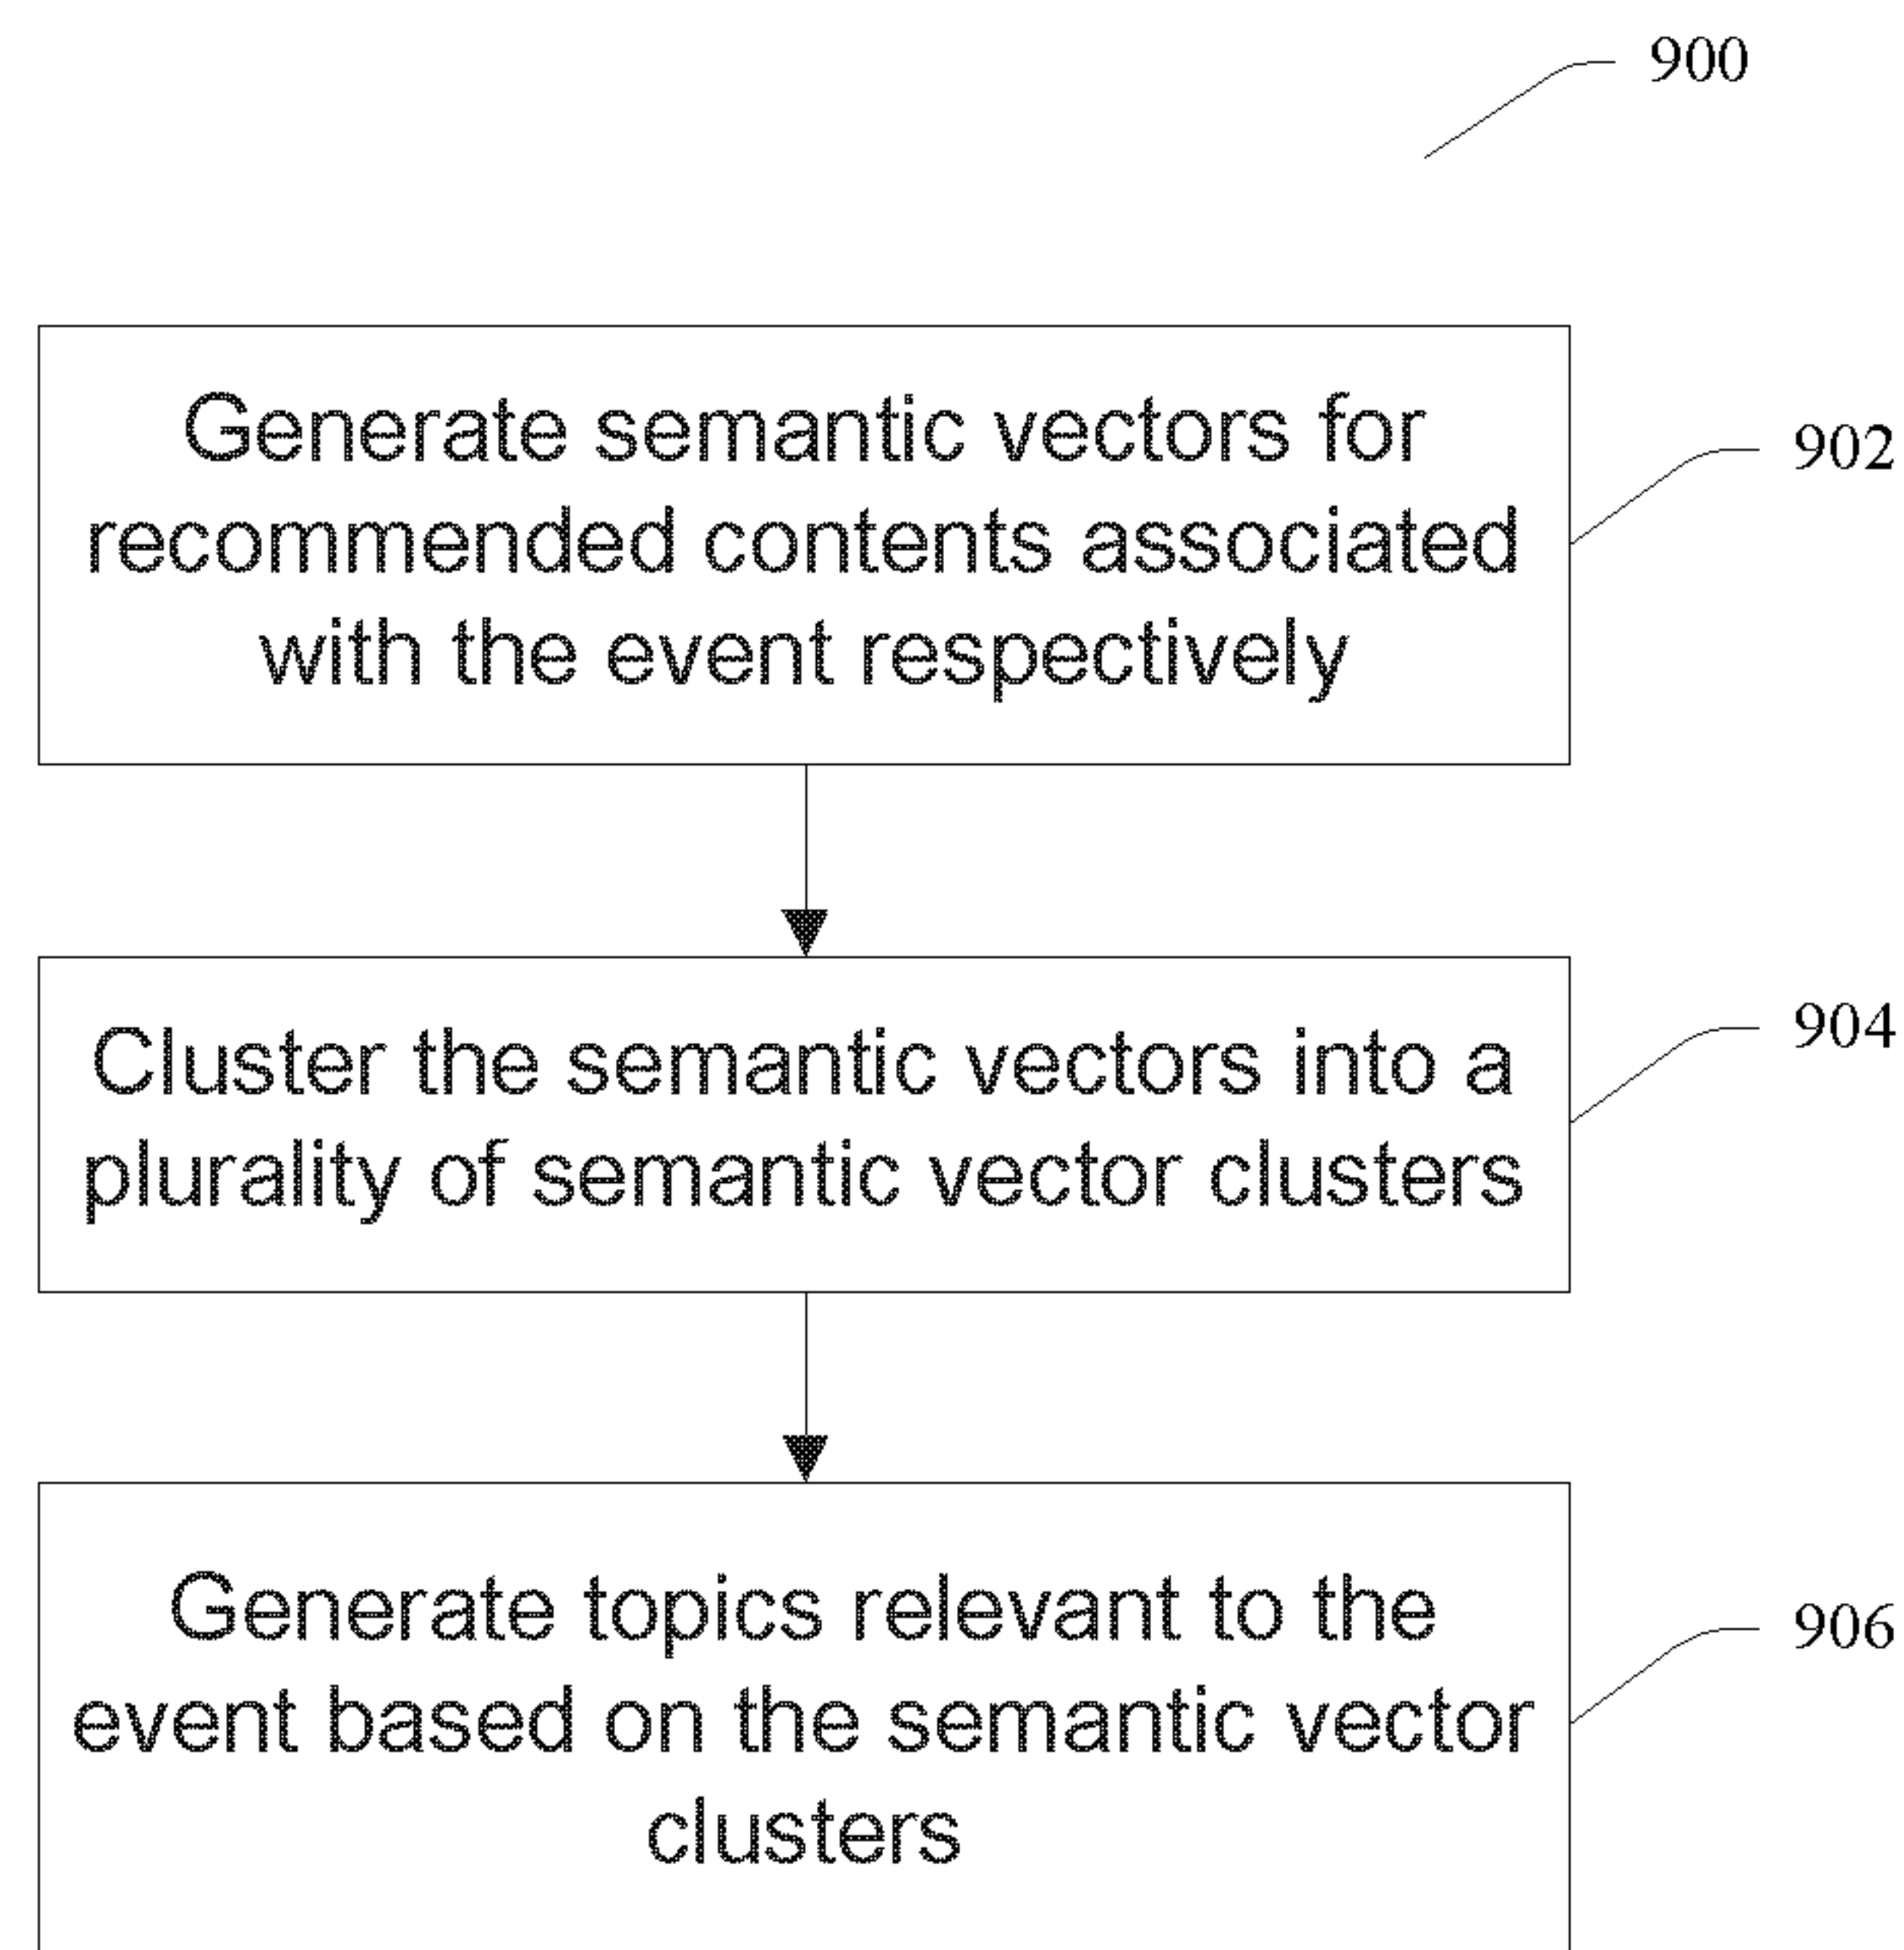 900
Generate semantic vectors for
recommended contents associated
with the event respectively
902
Cluster the semantic vectors into a
plurality of semantic vector clusters
904
Generate topics relevant to the
event based on the semantic vector
clusters
906